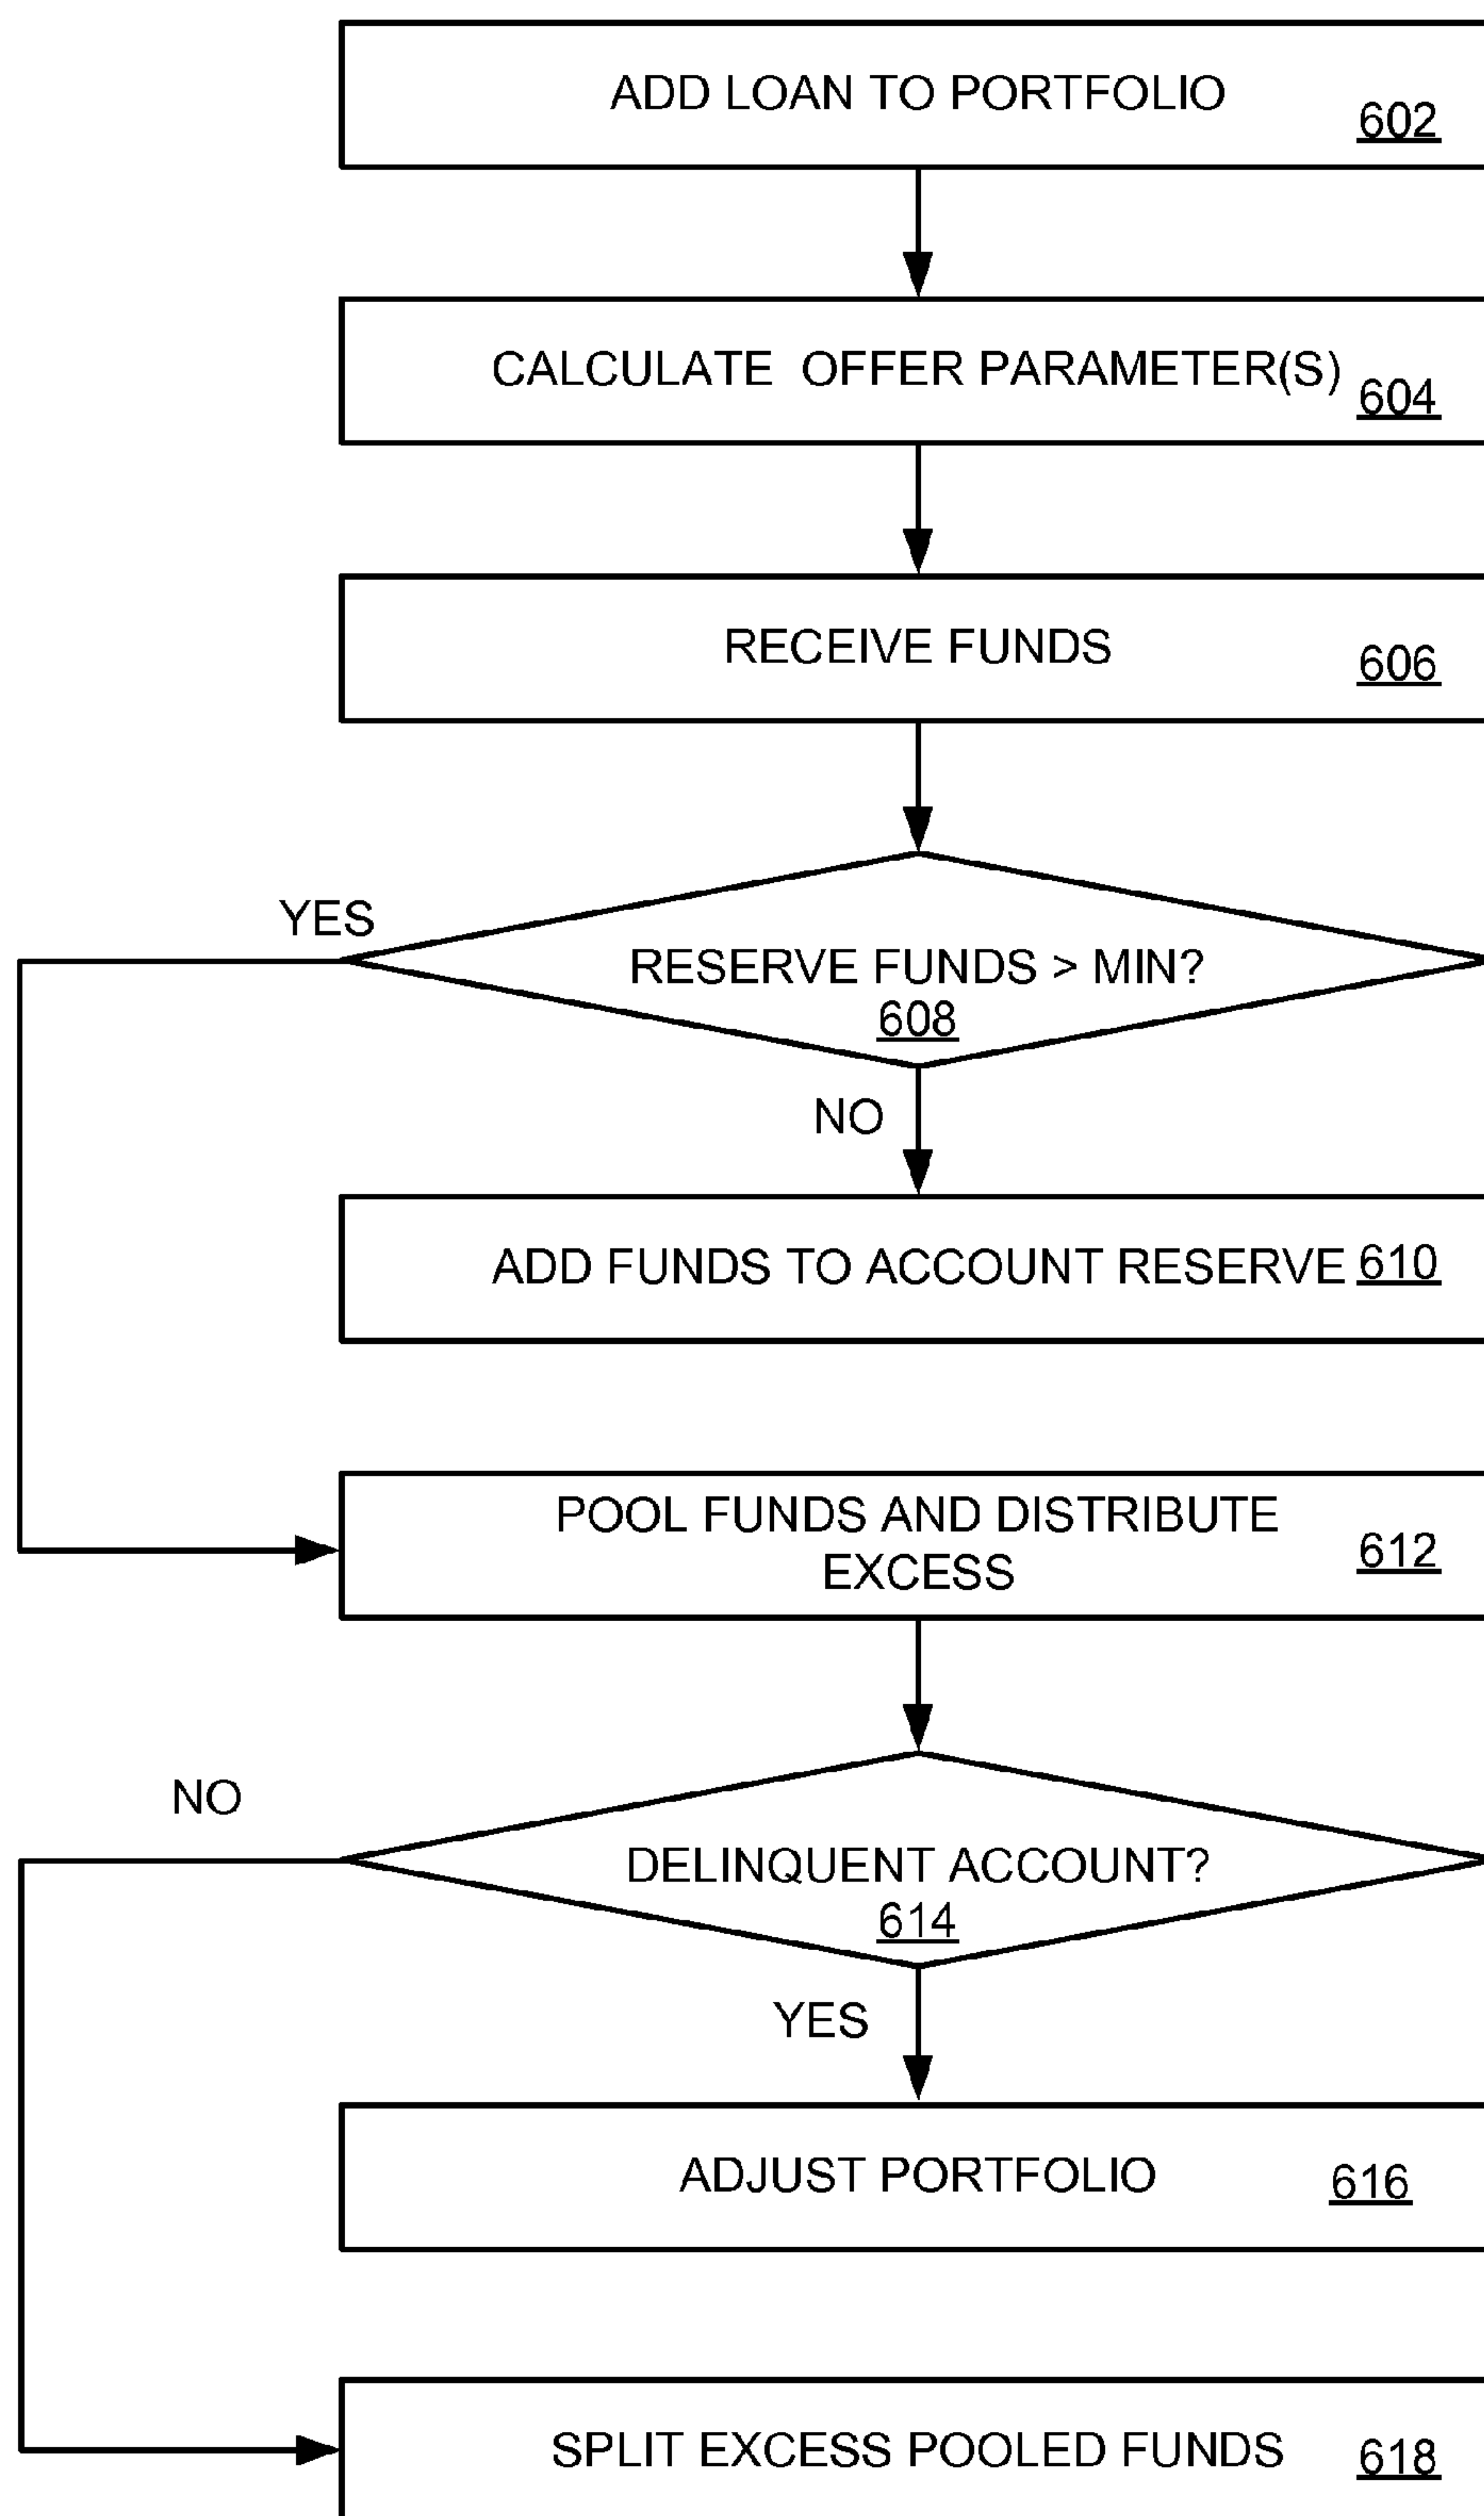 ADD LOAN TO PORTFOLIO
602
CALCULATE OFFER PARAMETER(S)
604
RECEIVE FUNDS
606
YES
RESERVE FUNDS > MIN?
608
NO
ADD FUNDS TO ACCOUNT RESERVE 610
POOL FUNDS AND DISTRIBUTE
EXCESS
612
NO
DELINQUENT ACCOUNT?
614
YES
ADJUST PORTFOLIO
616
SPLIT EXCESS POOLED FUNDS
618